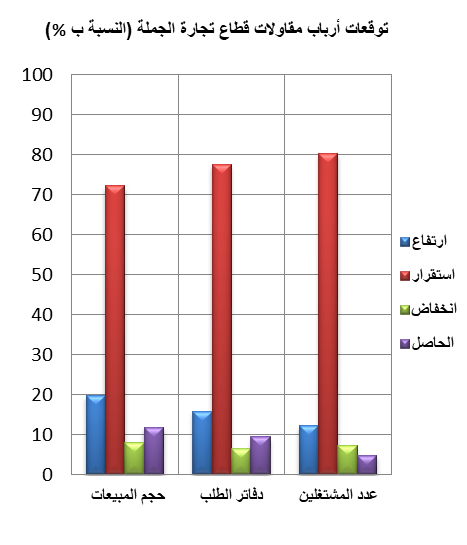 توقعات أرباب مقاولات قطاع تجارة الجملة (النسبة ب %)
100
90
80
70
60
50
40
30
20
10
0
حجم المبيعات
دفاتر الطلب
عدد المشتغلين
ارتفاع
استقرار
انخفاض
الحاصل